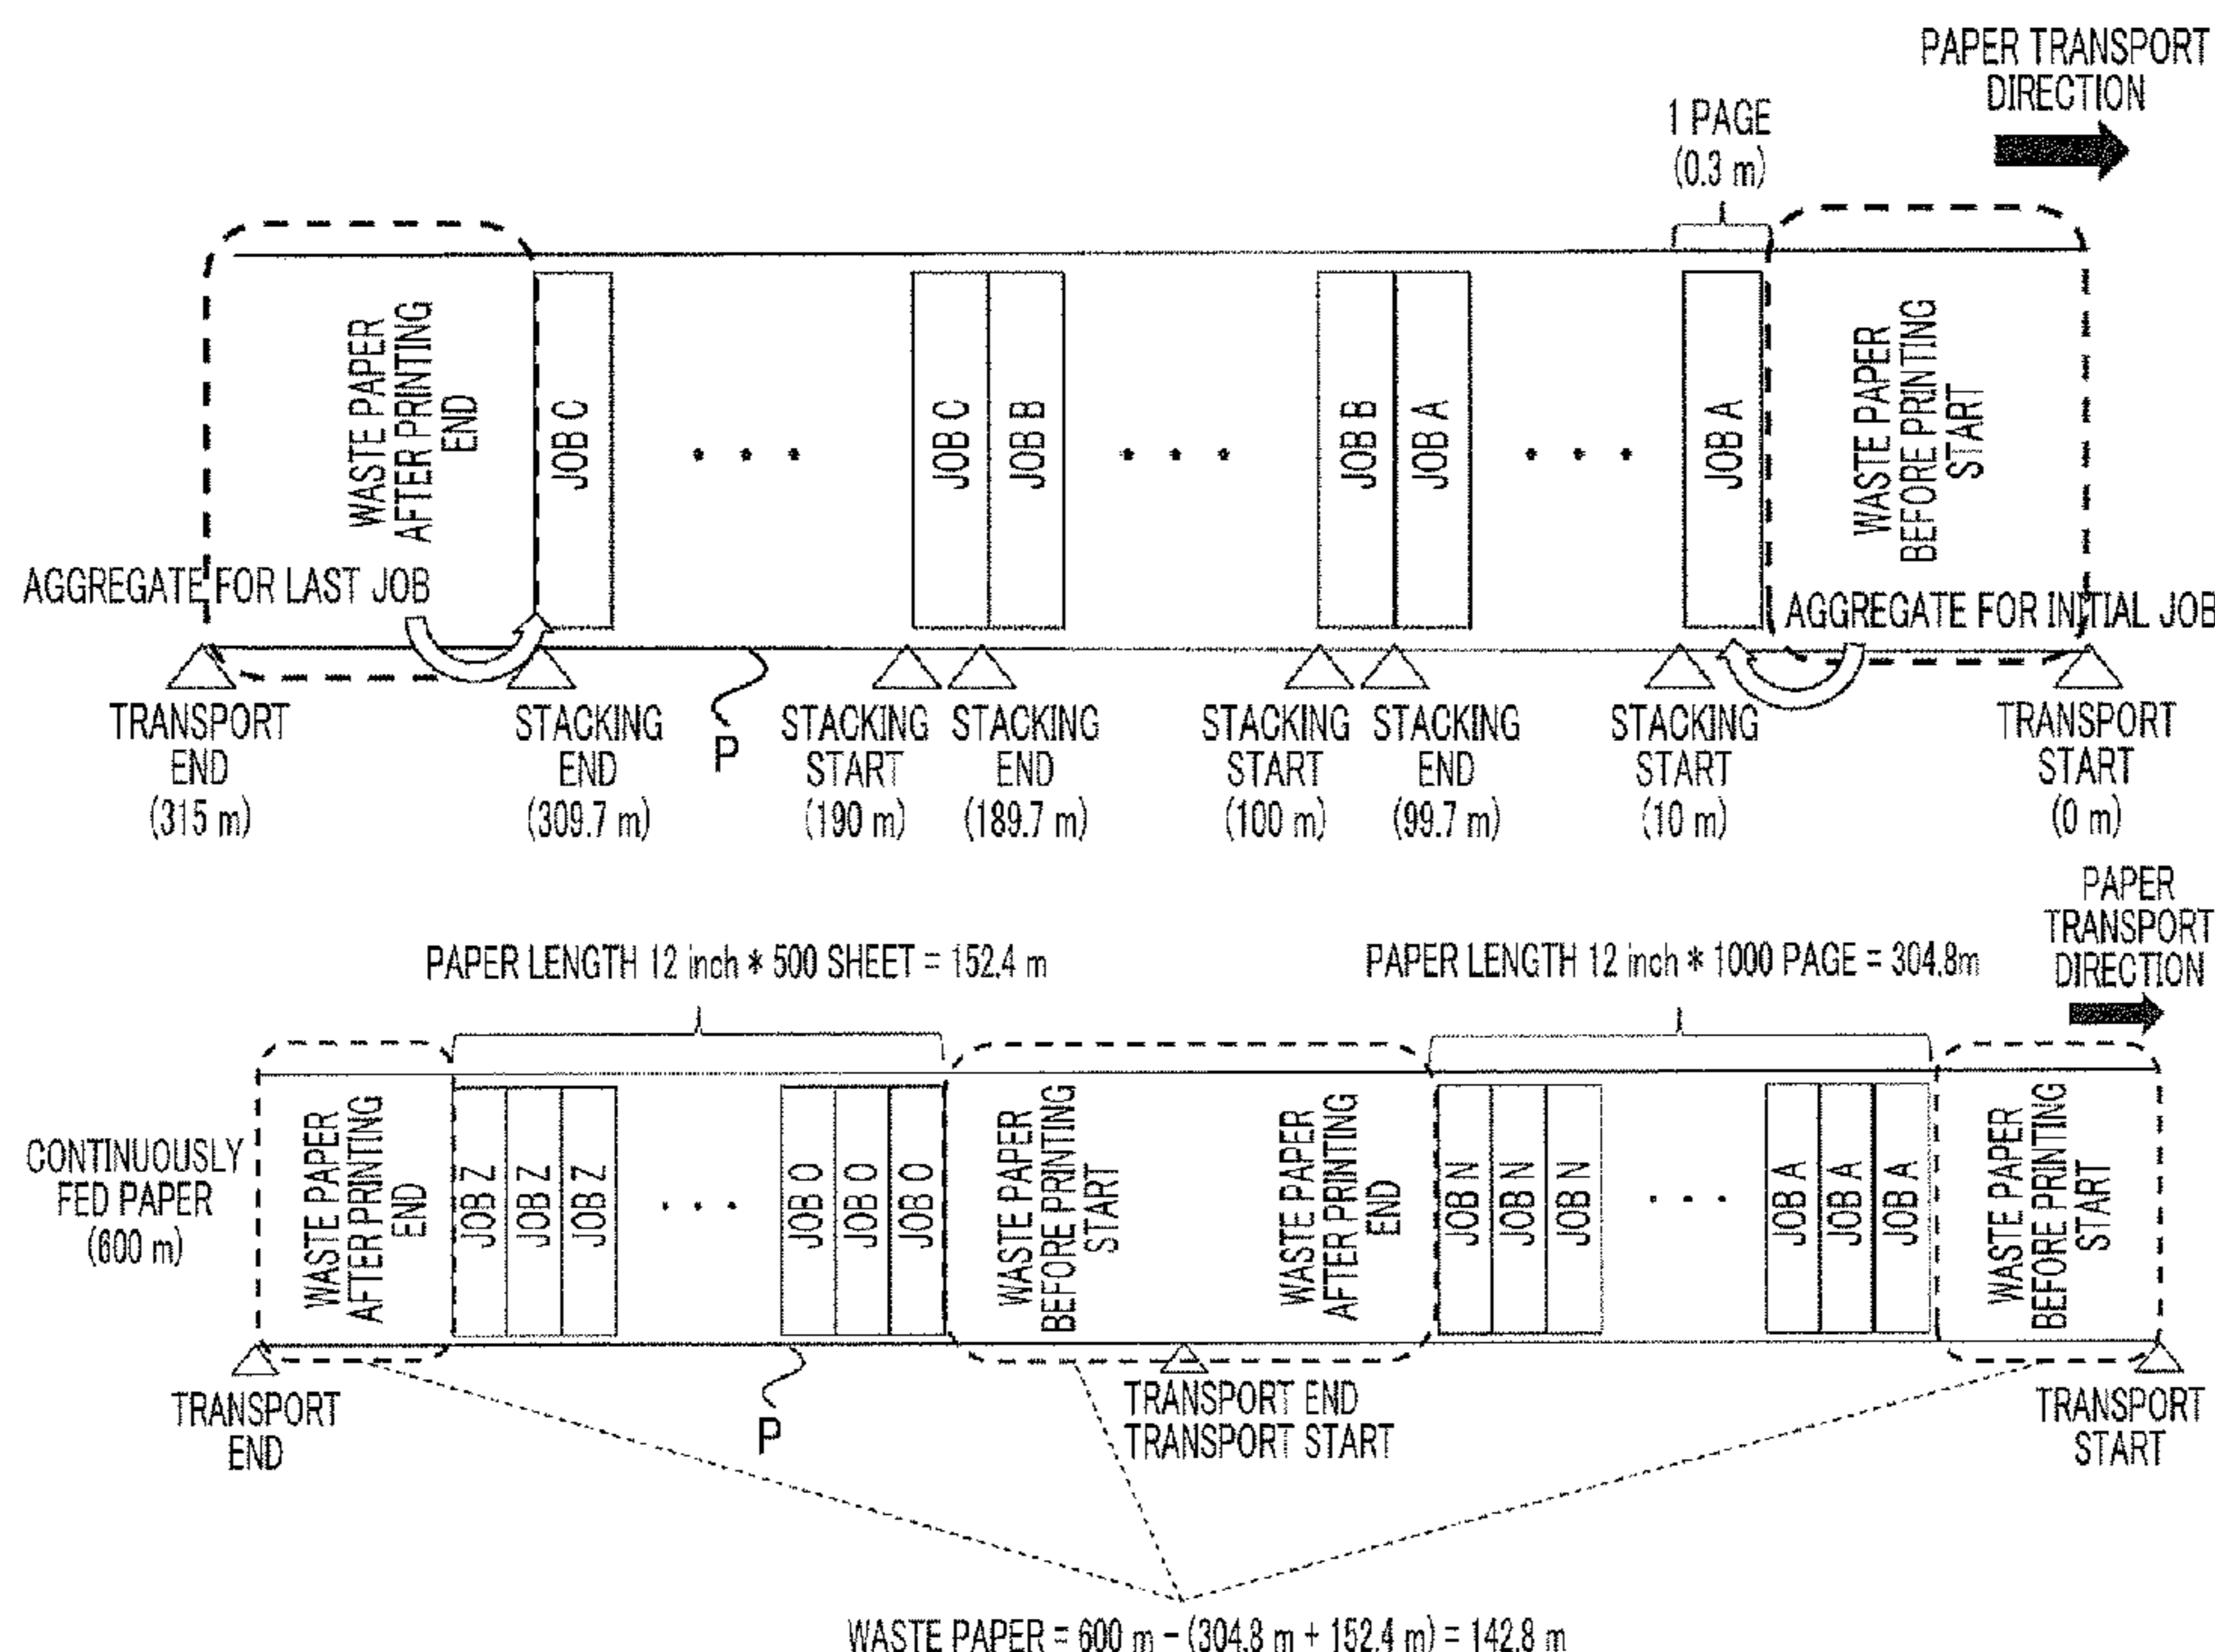 PAPER TRANSPORT
DIRECTION
1 PAGE
(0.3 m)
WASTE PAPER
AFTER PRINTING
END
JOB C
• • •
JOB C
JOB B
• • •
JOB B
JOB A
• • •
JOB A
WASTE PAPER
BEFORE PRINTING
START
AGGREGATE FOR LAST JOB
AGGREGATE FOR INITIAL JOB
TRANSPORT
END
(315 m)
STACKING
END
(309.7 m)
P
STACKING
START
(190 m)
STACKING
END
(189.7 m)
STACKING
START
(100 m)
STACKING
END
(99.7 m)
STACKING
START
(10 m)
TRANSPORT
START
(0 m)
PAPER
TRANSPORT
DIRECTION
PAPER LENGTH 12 inch * 500 SHEET = 152.4 m
PAPER LENGTH 12 inch * 1000 PAGE = 304.8m
CONTINUOUSLY
FED PAPER
(600 m)
WASTE PAPER
AFTER PRINTING
END
JOB Z
JOB Z
JOB Z
• • •
JOB O
JOB O
JOB O
WASTE PAPER
BEFORE PRINTING
START
WASTE PAPER
AFTER PRINTING
END
JOB N
JOB N
JOB N
• • •
JOB A
JOB A
JOB A
WASTE PAPER
BEFORE PRINTING
START
TRANSPORT
END
P
TRANSPORT END
TRANSPORT START
TRANSPORT
START
WASTE PAPER = 600 m − (304.8 m + 152.4 m) = 142.8 m